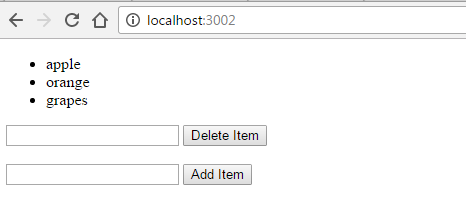 localhost:3002
apple
orange
grapes
Delete Item
Add Item